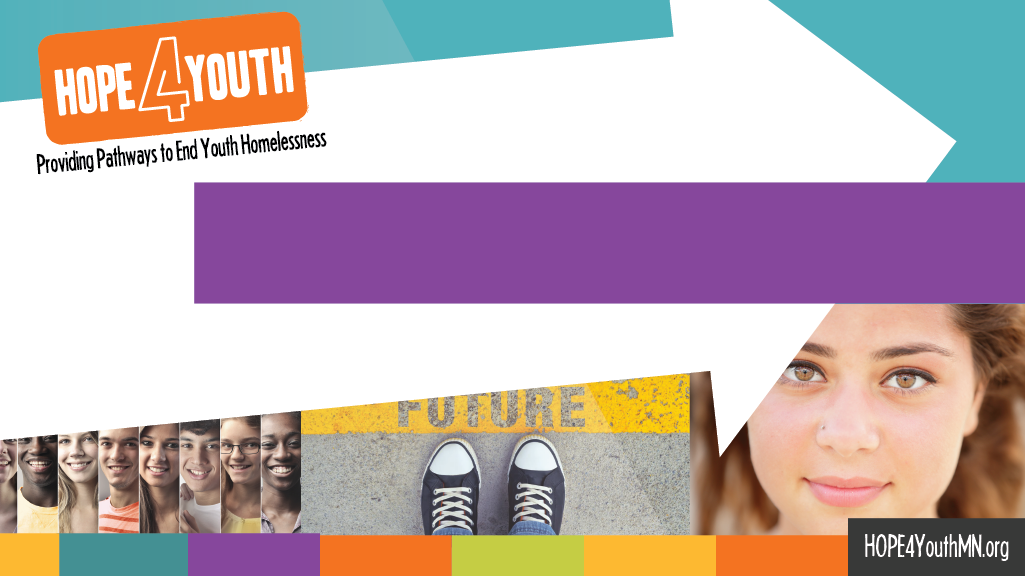 HOPE4YOUTH
Providing Pathways to End Youth Homelessness
FUTURE
HOPE4YouthMN.org